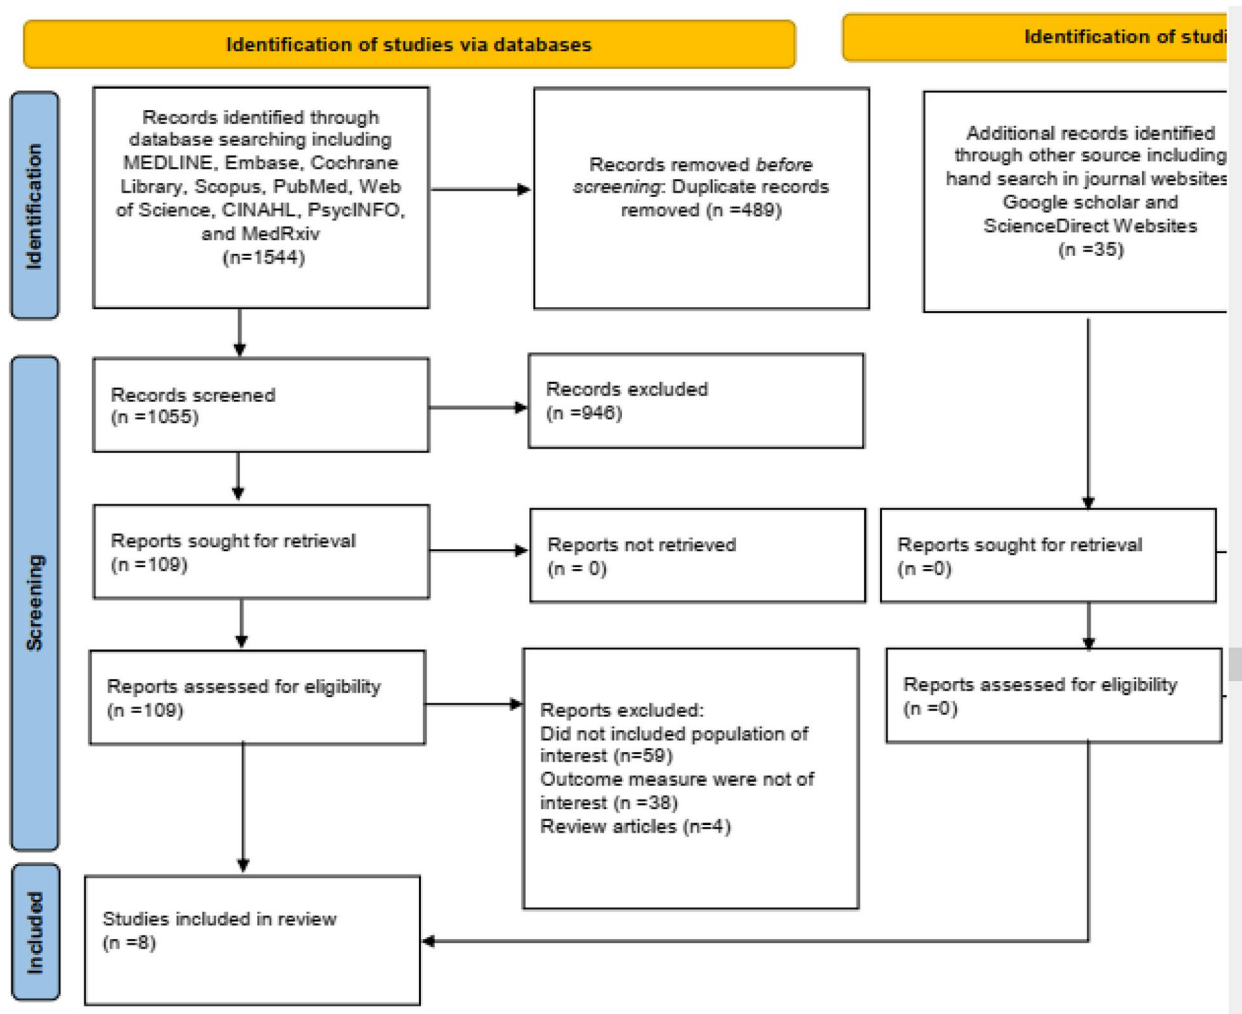 Identification of studies via databases
Identification of studi
Identification
Records identified through
database searching including
MEDLINE, Embase, Cochrane
Library, Scopus, PubMed, Web
of Science, CINAHL, PsycINFO,
and MedRxiv
(n=1544)
Records removed before
screening: Duplicate records
removed (n =489)
Additional records identified
through other source including
hand search in journal websites
Google scholar and
ScienceDirect Websites
(n =35)
Screening
Records screened
(n =1055)
Records excluded
(n =946)
Reports sought for retrieval
(n =109)
Reports not retrieved
(n = 0)
Reports sought for retrieval
(n =0)
Reports assessed for eligibility
(n =109)
Reports excluded:
Did not included population of
interest (n=59)
Outcome measure were not of
interest (n =38)
Review articles (n=4)
Reports assessed for eligibility
(n =0)
Included
Studies included in review
(n =8)